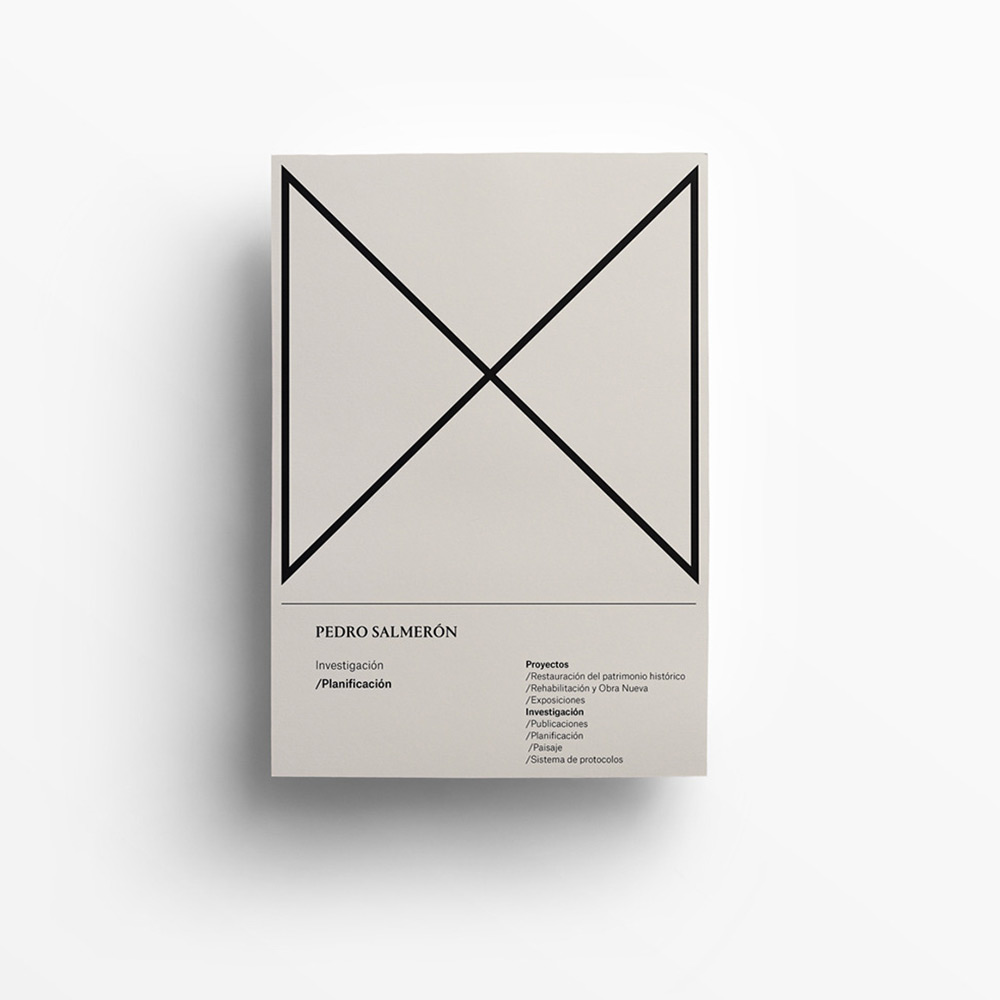 PEDRO SALMERÓN
Investigación
/Planificación
Proyectos
/Restauración del patrimonio histórico
/Rehabilitación y Obra Nueva
/Exposiciones
Investigación
/Publicaciones
/Planificación
/Paisaje
/Sistema de protocolos